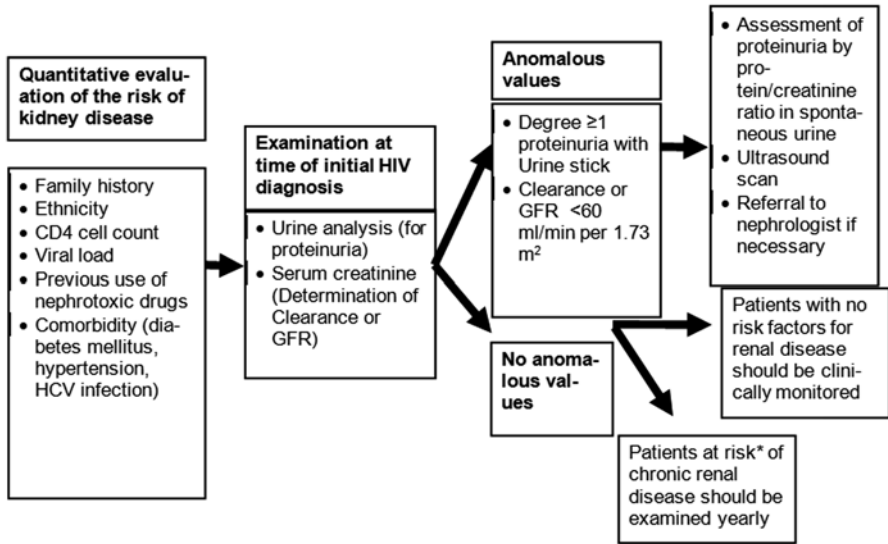 Quantitative evalu-
ation of the risk of
kidney disease
• Family history
• Ethnicity
• CD4 cell count
• Viral load
• Previous use of
nephrotoxic drugs
• Comorbidity (dia-
betes mellitus,
hypertension,
HCV infection)
Examination at
time of initial HIV
diagnosis
• Urine analysis (for
proteinuria)
• Serum creatinine
(Determination of
Clearance or
GFR)
Anomalous
values
• Degree ≥1
proteinuria with
Urine stick
• Clearance or
GFR <60
ml/min per 1.73
m²
• Assessment of
proteinuria by
pro-
tein/creatinine
ratio in sponta-
neous urine
• Ultrasound
scan
• Referral to
nephrologist if
necessary
No anoma-
lous values
Patients with no
risk factors for
renal disease
should be clini-
cally monitored
Patients at risk* of
chronic renal
disease should be
examined yearly